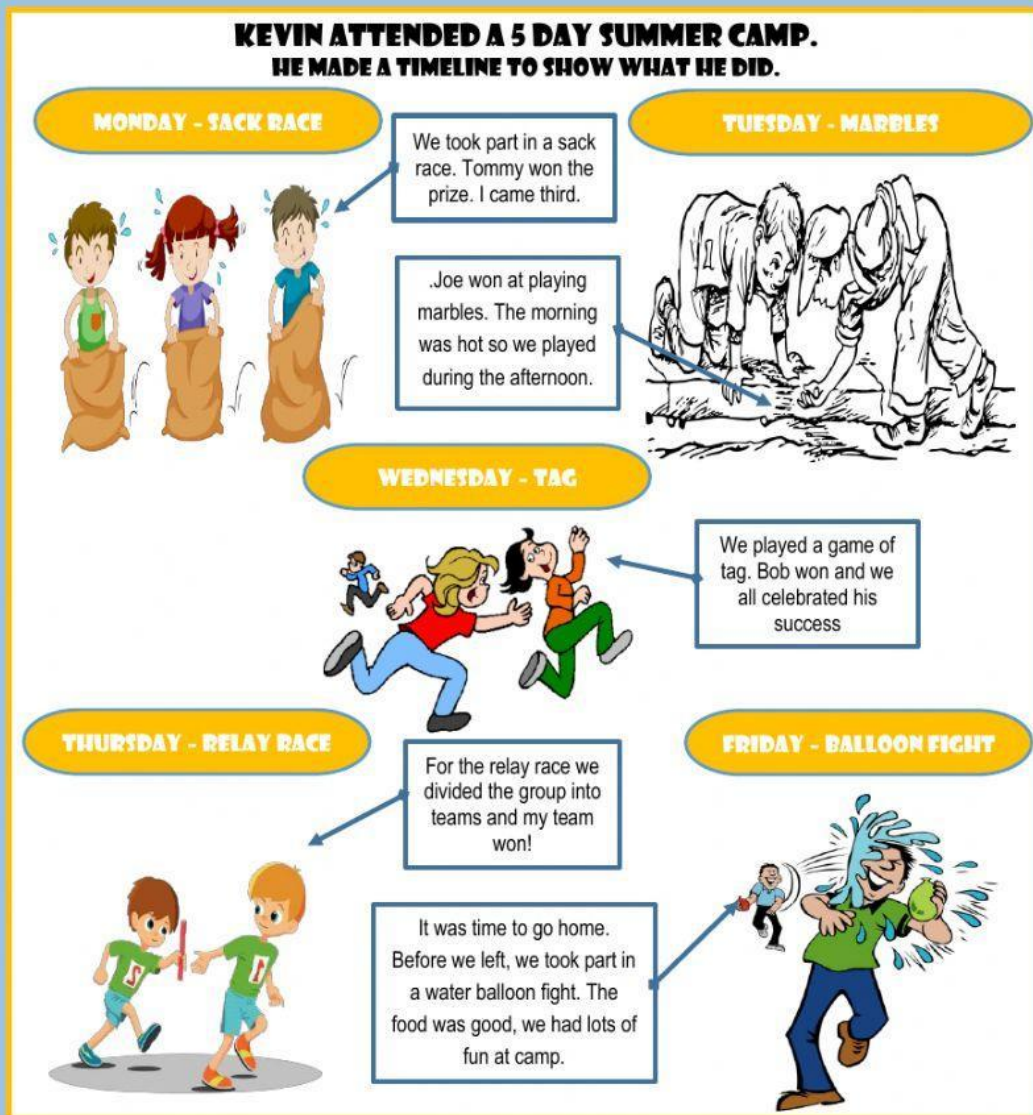 KEVIN ATTENDED A 5 DAY SUMMER CAMP.
HE MADE A TIMELINE TO SHOW WHAT HE DID.
MONDAY - SACK RACE
We took part in a sack
race. Tommy won the
prize. I came third.
TUESDAY - MARBLES
.Joe won at playing
marbles. The morning
was hot so we played
during the afternoon.
WEDNESDAY - TAG
We played a game of
tag. Bob won and we
all celebrated his
success
THURSDAY - RELAY RACE
For the relay race we
divided the group into
teams and my team
won!
2
1
FRIDAY - BALLOON FIGHT
It was time to go home.
Before we left, we took part in
a water balloon fight. The
food was good, we had lots of
fun at camp.